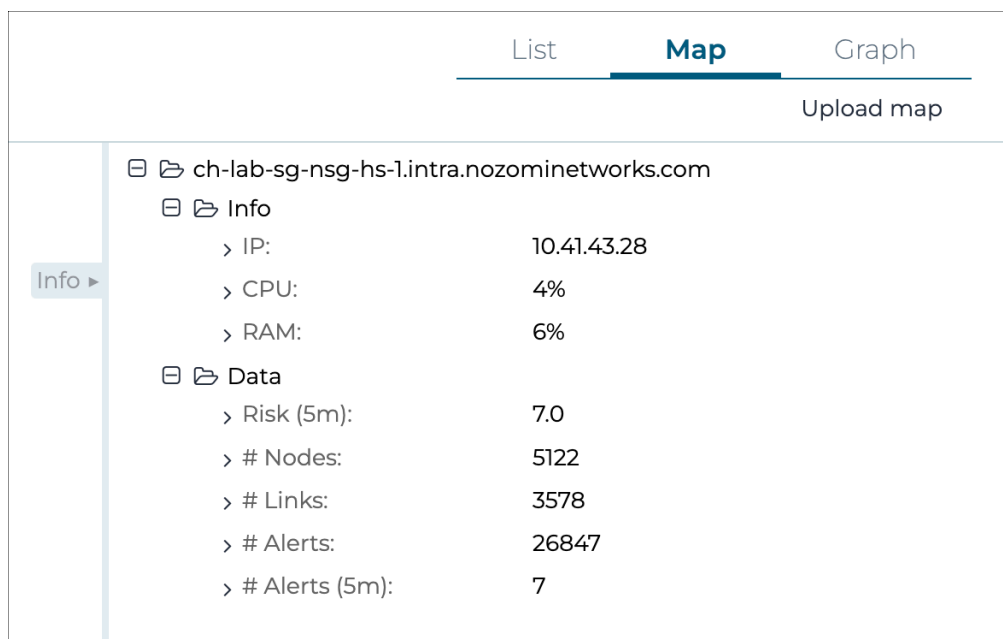 List Map Graph
Upload map
ch-lab-sg-nsg-hs-1.intra.nozominetworks.com
Info
IP: 10.41.43.28
Info
CPU: 4%
RAM: 6%
Data
Risk (5m): 7.0
# Nodes: 5122
# Links: 3578
# Alerts: 26847
# Alerts (5m): 7